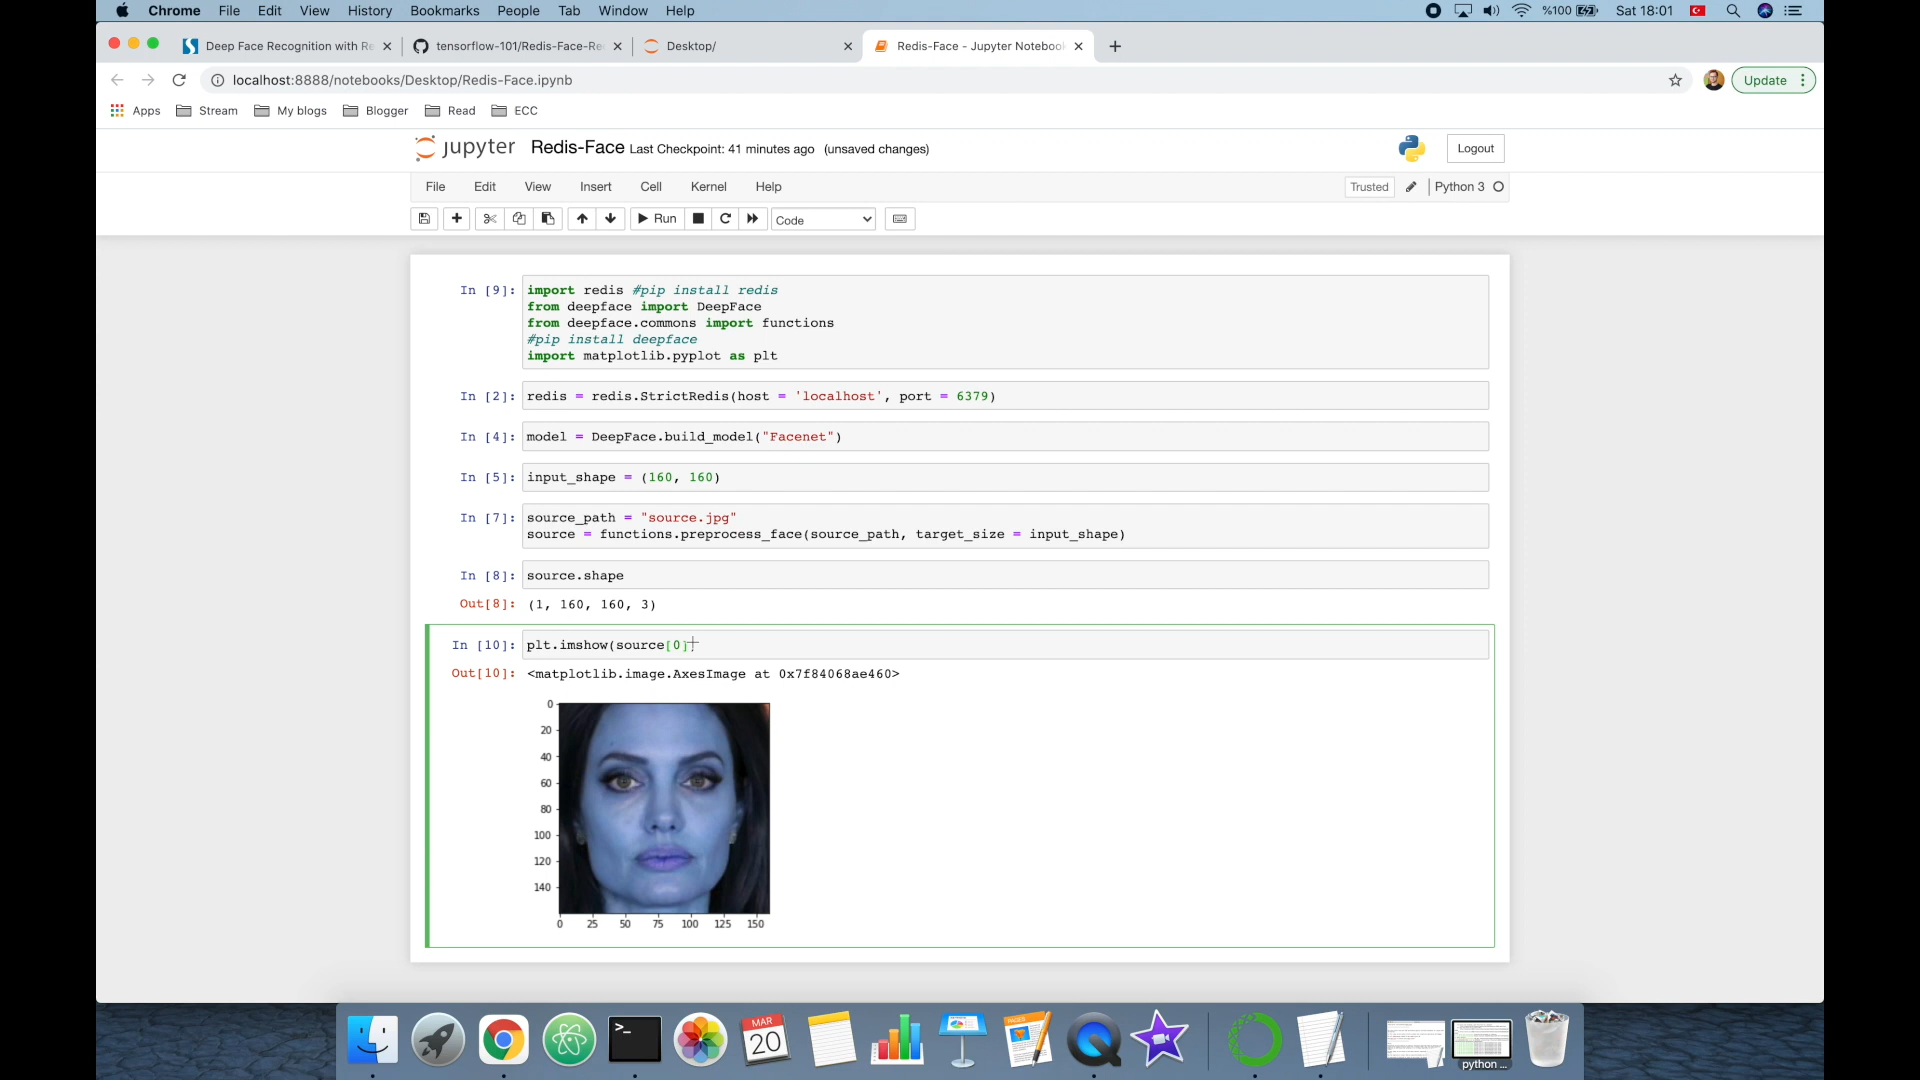 Chrome File Edit View History Bookmarks People Tab Window Help %100 Sat 18:01
Deep Face Recognition with Re tensorflow-101/Redis-Face-Re Desktop/ Redis-Face - Jupyter Notebook
localhost:8888/notebooks/Desktop/Redis-Face.ipynb Update
Apps Stream My blogs Blogger Read ECC
jupyter Redis-Face Last Checkpoint: 41 minutes ago (unsaved changes) Logout
File Edit View Insert Cell Kernel Help Trusted Python 3
Run Code
In [9]: import redis #pip install redis
from deepface import DeepFace
from deepface.commons import functions
#pip install deepface
import matplotlib.pyplot as plt
In [2]: redis = redis.StrictRedis(host = 'localhost', port = 6379)
In [4]: model = DeepFace.build_model("Facenet")
In [5]: input_shape = (160, 160)
In [7]: source_path = "source.jpg"
source = functions.preprocess_face(source_path, target_size = input_shape)
In [8]: source.shape
Out[8]: (1, 160, 160, 3)
In [10]: plt.imshow(source[0]
Out[10]: <matplotlib.image.AxesImage at 0x7f84068ae460>
0
20
40
60
80
100
120
140
0 25 50 75 100 125 150
MAR
20
PAGES
python ...